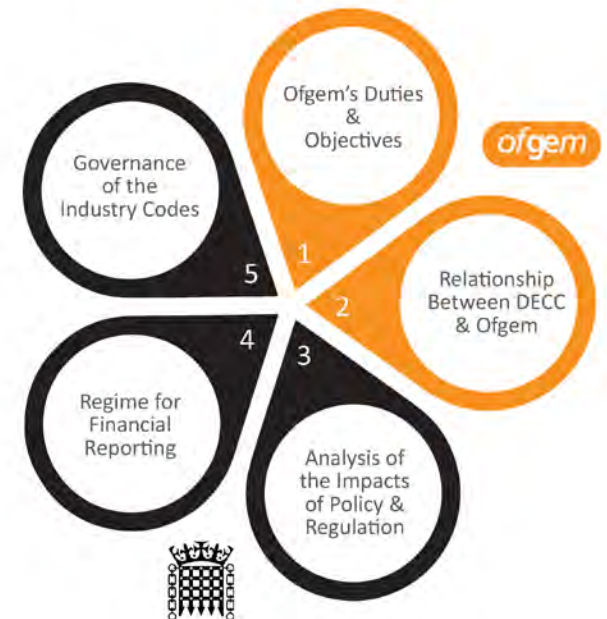 Ofgem's Duties
&
Objectives
1
ofgem
Relationship
Between DECC
& Ofgem
2
Analysis of
the Impacts
of Policy &
Regulation
3
Regime for
Financial
Reporting
4
Governance
of the
Industry Codes
5